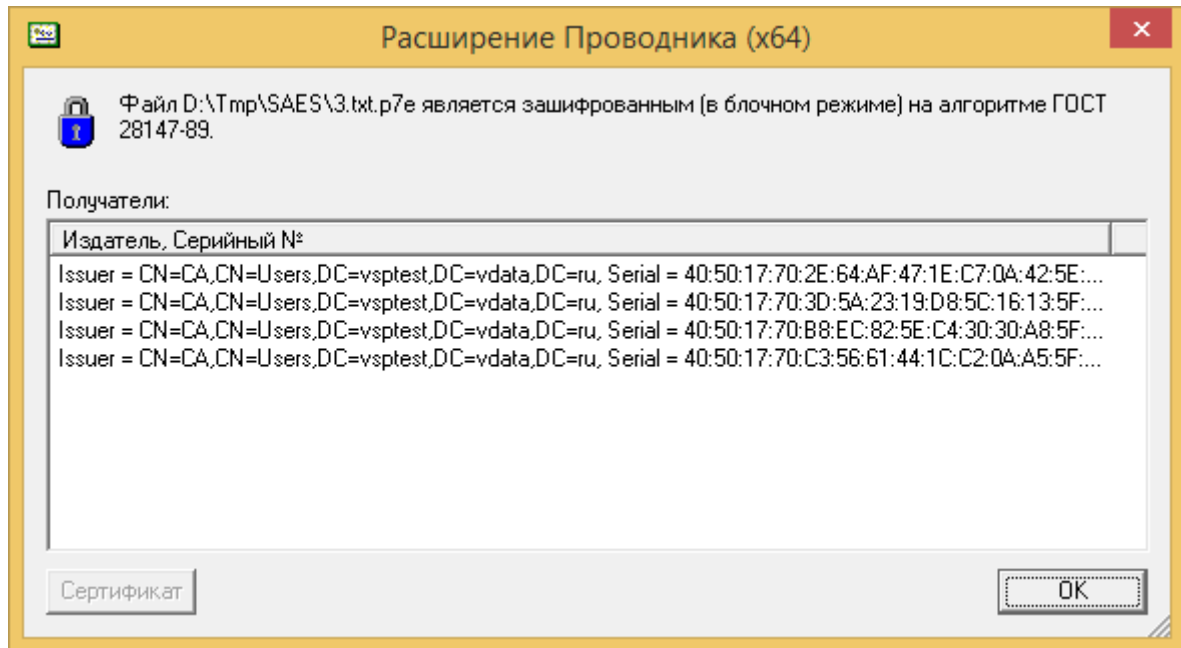 Расширение Проводника (x64)
Файл D:\Tmp\SAES\3.txt.p7e является зашифрованным (в блочном режиме) на алгоритме ГОСТ
28147-89.
Получатели:
Издатель, Серийный №
Issuer = CN=CA,CN=Users,DC=vsptest,DC=vdata,DC=ru, Serial = 40:50:17:70:2E:64:AF:47:1E:C7:0A:42:5E:...
Issuer = CN=CA,CN=Users,DC=vsptest,DC=vdata,DC=ru, Serial = 40:50:17:70:3D:5A:23:19:D8:5C:16:13:5F:...
Issuer = CN=CA,CN=Users,DC=vsptest,DC=vdata,DC=ru, Serial = 40:50:17:70:B8:EC:82:5E:C4:30:30:A8:5F:...
Issuer = CN=CA,CN=Users,DC=vsptest,DC=vdata,DC=ru, Serial = 40:50:17:70:C3:56:61:44:1C:C2:0A:A5:5F:...
Сертификат
OK